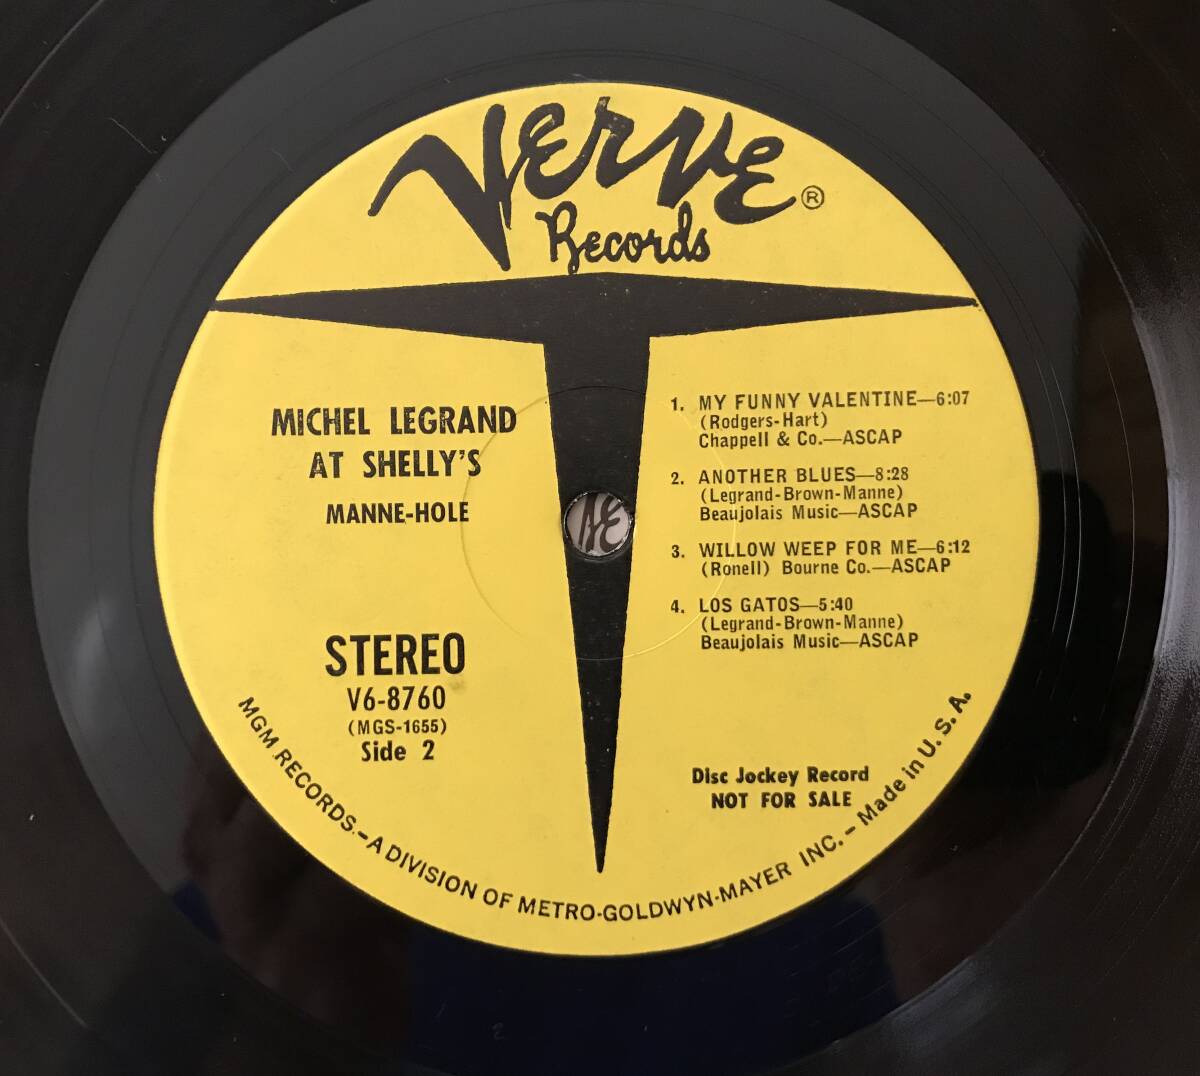 Verve ®
Records
MICHEL LEGRAND
AT SHELLY'S
MANNE-HOLE
STEREO
V6-8760
(MGS-1655)
Side 2
1. MY FUNNY VALENTINE—6:07
(Rodgers-Hart)
Chappell & Co.—ASCAP
2. ANOTHER BLUES—8:28
(Legrand-Brown-Manne)
Beaujolais Music—ASCAP
3. WILLOW WEEP FOR ME—6:12
(Ronell) Bourne Co.—ASCAP
4. LOS GATOS—5:40
(Legrand-Brown-Manne)
Beaujolais Music—ASCAP
Disc Jockey Record
NOT FOR SALE
MGM RECORDS.–A DIVISION OF METRO-GOLDWYN-MAYER INC.–Made in U.S.A.